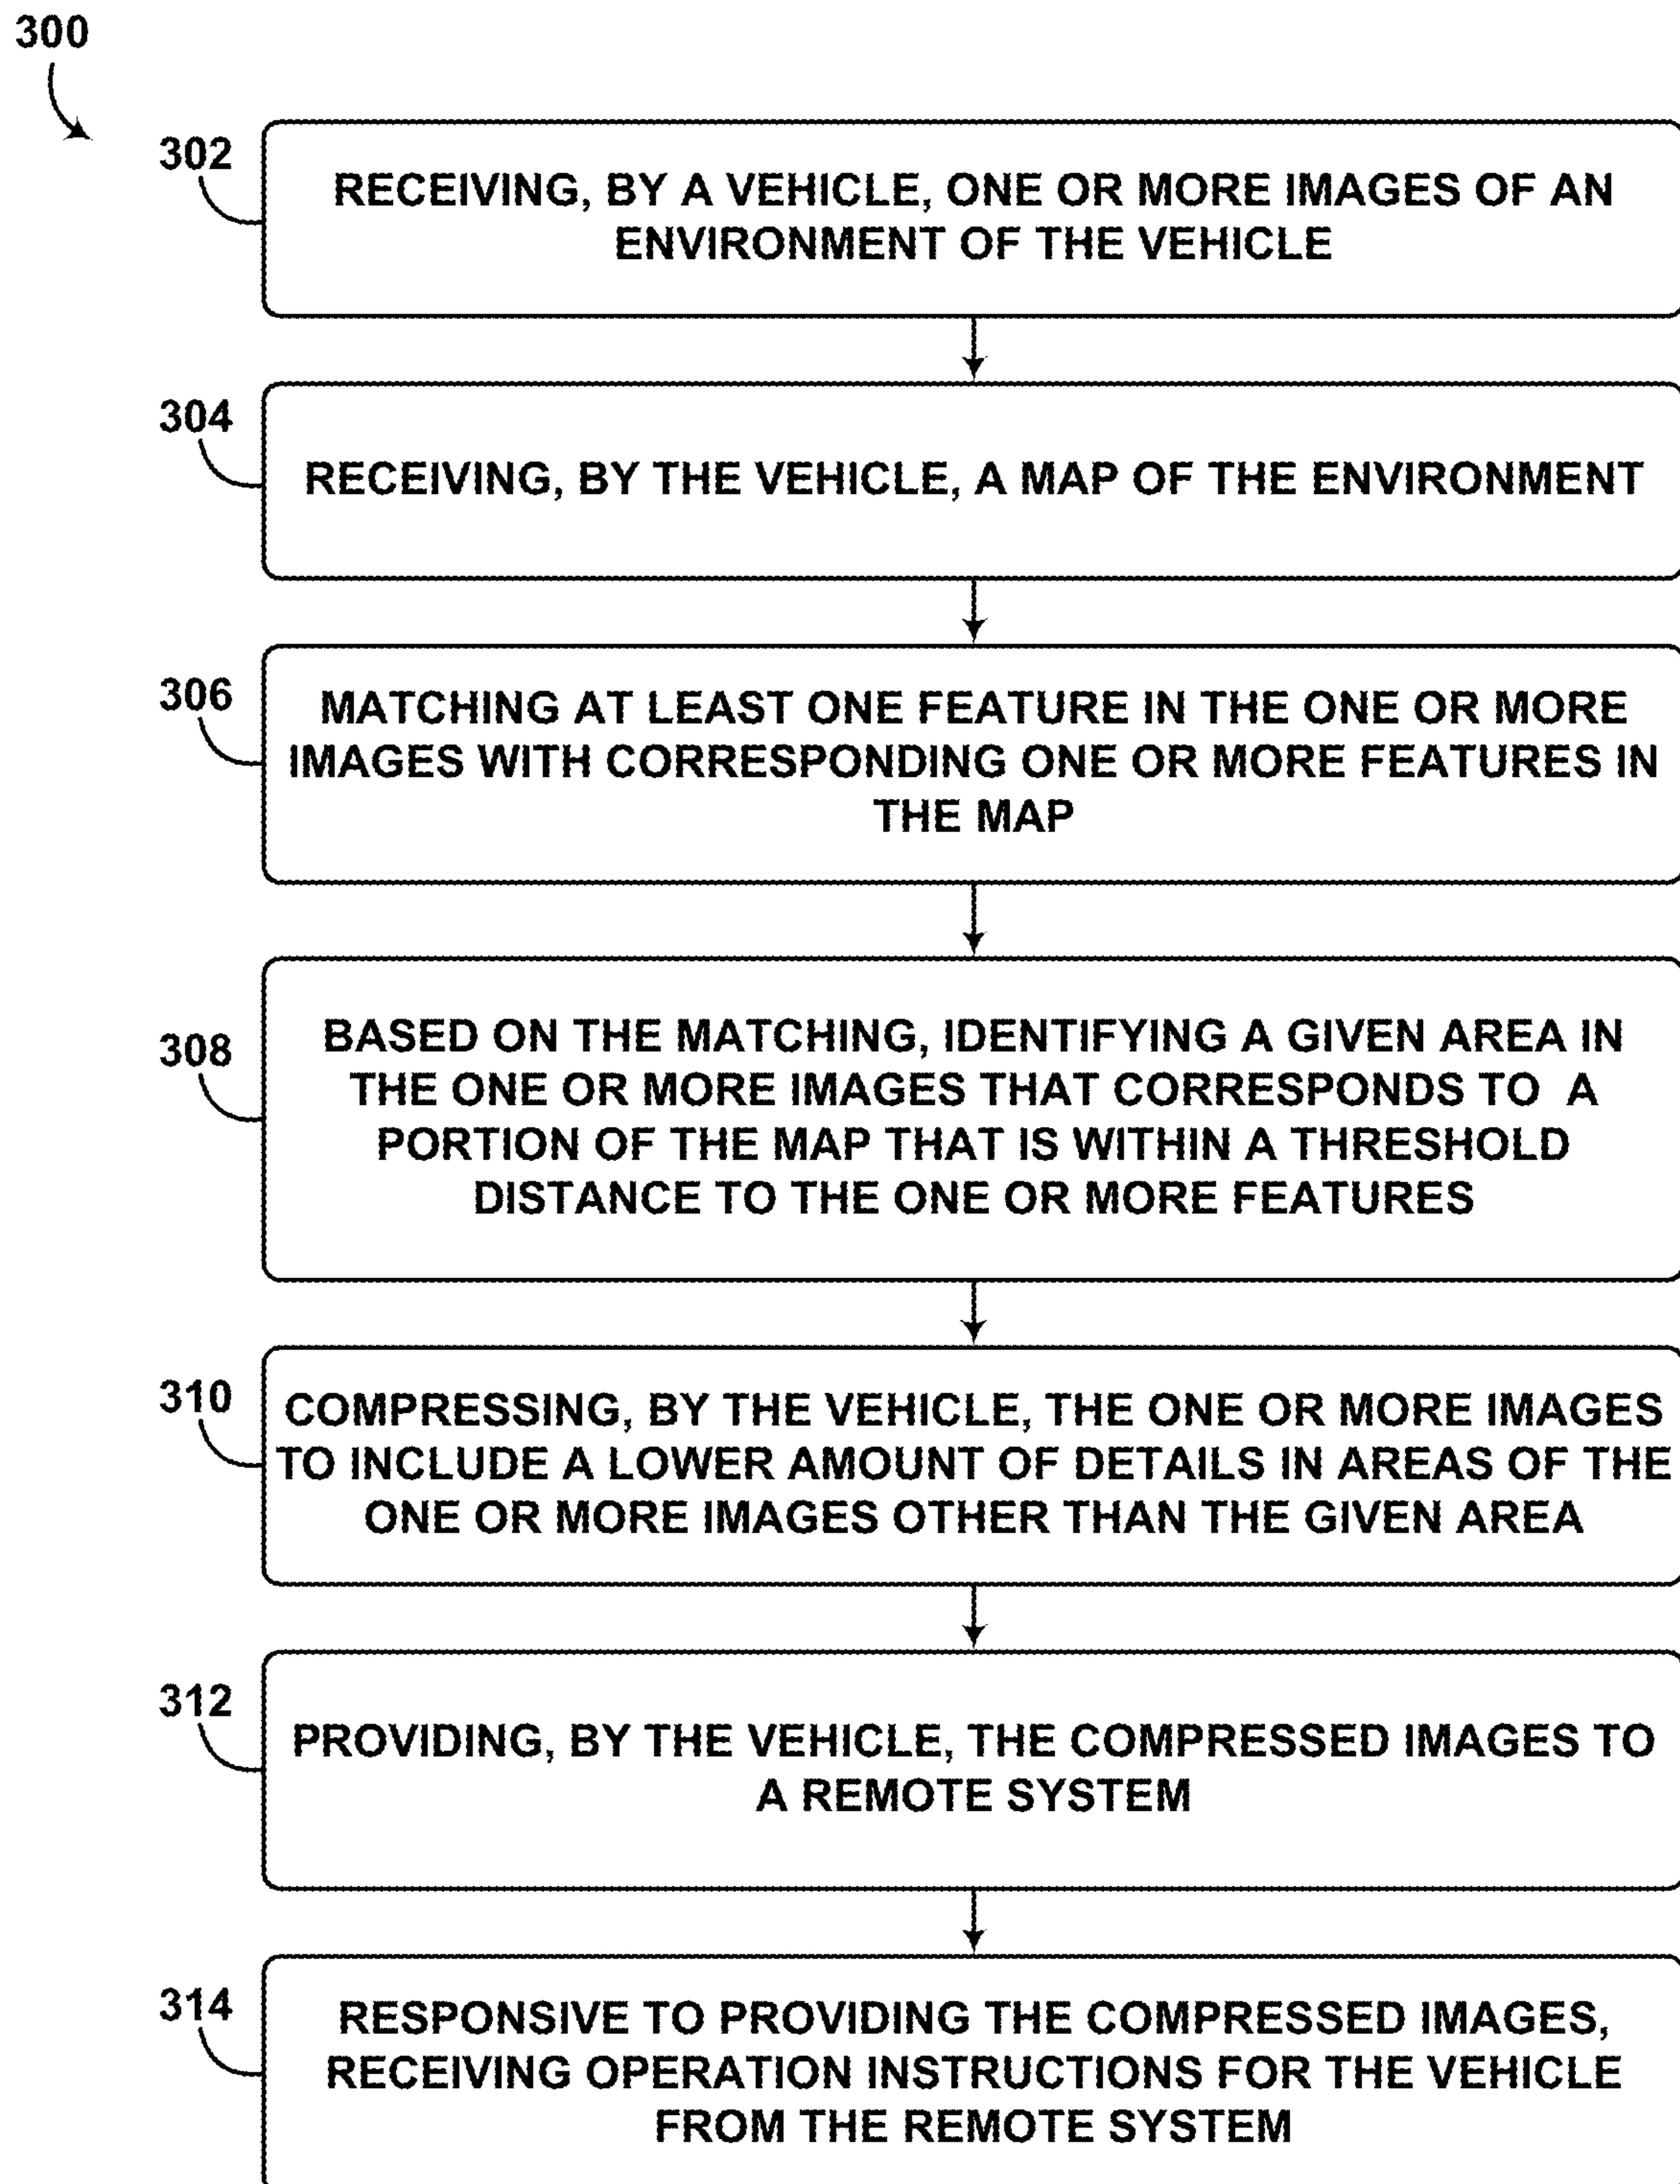 300
302
RECEIVING, BY A VEHICLE, ONE OR MORE IMAGES OF AN
ENVIRONMENT OF THE VEHICLE
304
RECEIVING, BY THE VEHICLE, A MAP OF THE ENVIRONMENT
306
MATCHING AT LEAST ONE FEATURE IN THE ONE OR MORE
IMAGES WITH CORRESPONDING ONE OR MORE FEATURES IN
THE MAP
308
BASED ON THE MATCHING, IDENTIFYING A GIVEN AREA IN
THE ONE OR MORE IMAGES THAT CORRESPONDS TO A
PORTION OF THE MAP THAT IS WITHIN A THRESHOLD
DISTANCE TO THE ONE OR MORE FEATURES
310
COMPRESSING, BY THE VEHICLE, THE ONE OR MORE IMAGES
TO INCLUDE A LOWER AMOUNT OF DETAILS IN AREAS OF THE
ONE OR MORE IMAGES OTHER THAN THE GIVEN AREA
312
PROVIDING, BY THE VEHICLE, THE COMPRESSED IMAGES TO
A REMOTE SYSTEM
314
RESPONSIVE TO PROVIDING THE COMPRESSED IMAGES,
RECEIVING OPERATION INSTRUCTIONS FOR THE VEHICLE
FROM THE REMOTE SYSTEM